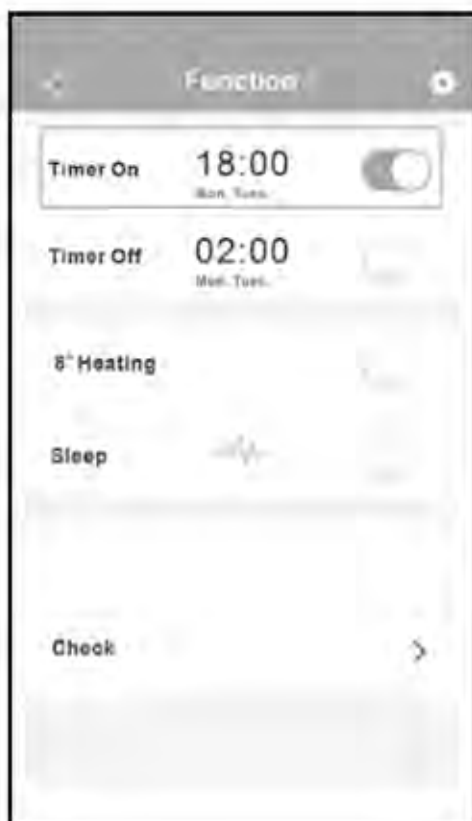 Function
Timer On
18:00
Mon. Tues.
Timer Off
02:00
Mon. Tues.
8° Heating
Sleep
Check